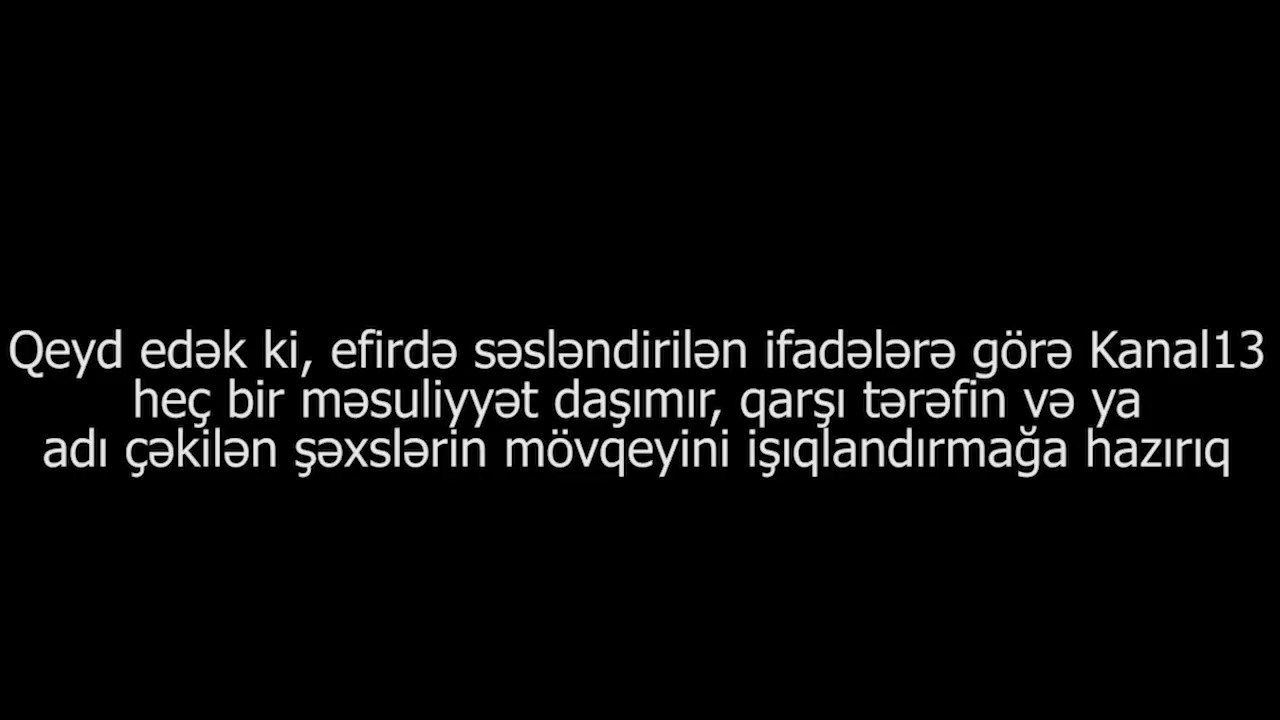 Qeyd edək ki, efirdə səsləndirilən ifadələrə görə Kanal13
heç bir məsuliyyət daşımır, qarşı tərəfin və ya
adı çəkilən şəxslərin mövqeyini işıqlandırmağa hazırıq